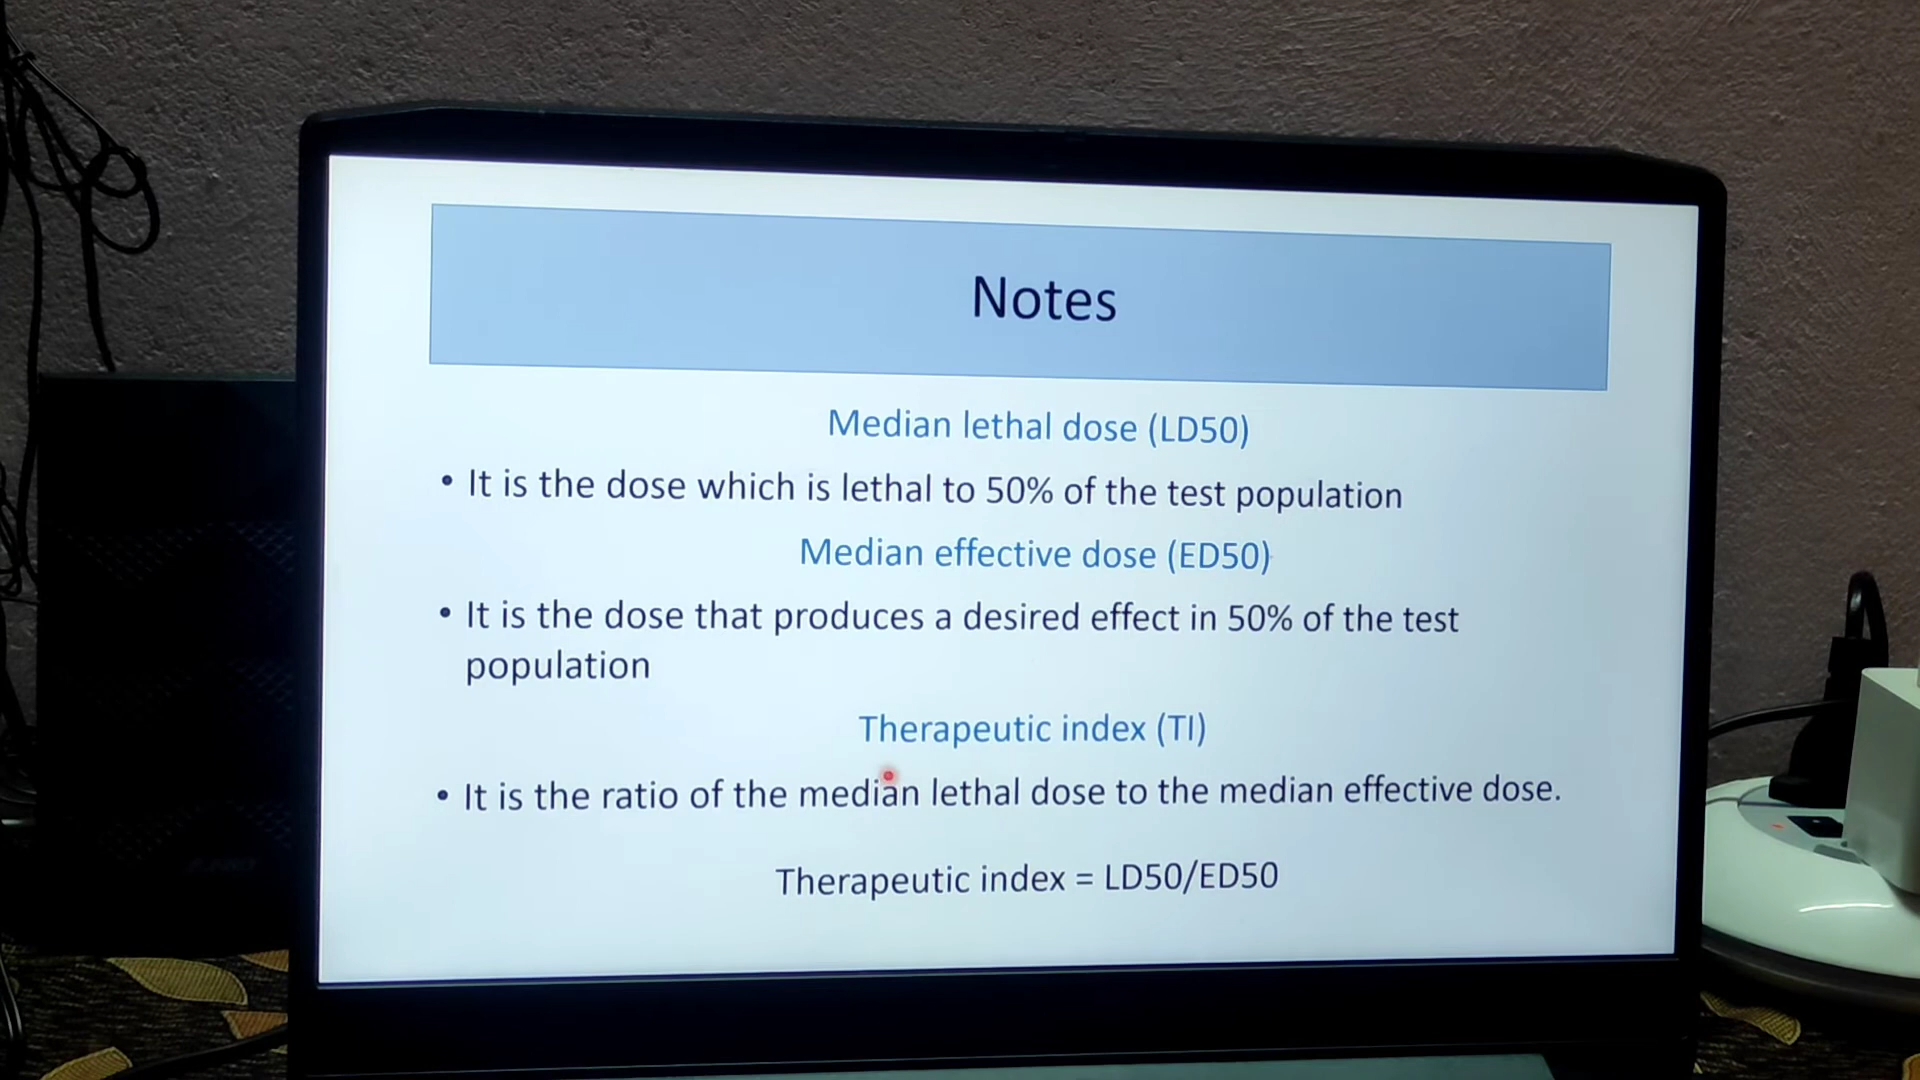 Notes
Median lethal dose (LD50)
• It is the dose which is lethal to 50% of the test population
Median effective dose (ED50)
• It is the dose that produces a desired effect in 50% of the test
population
Therapeutic index (TI)
• It is the ratio of the median lethal dose to the median effective dose.
Therapeutic index = LD50/ED50